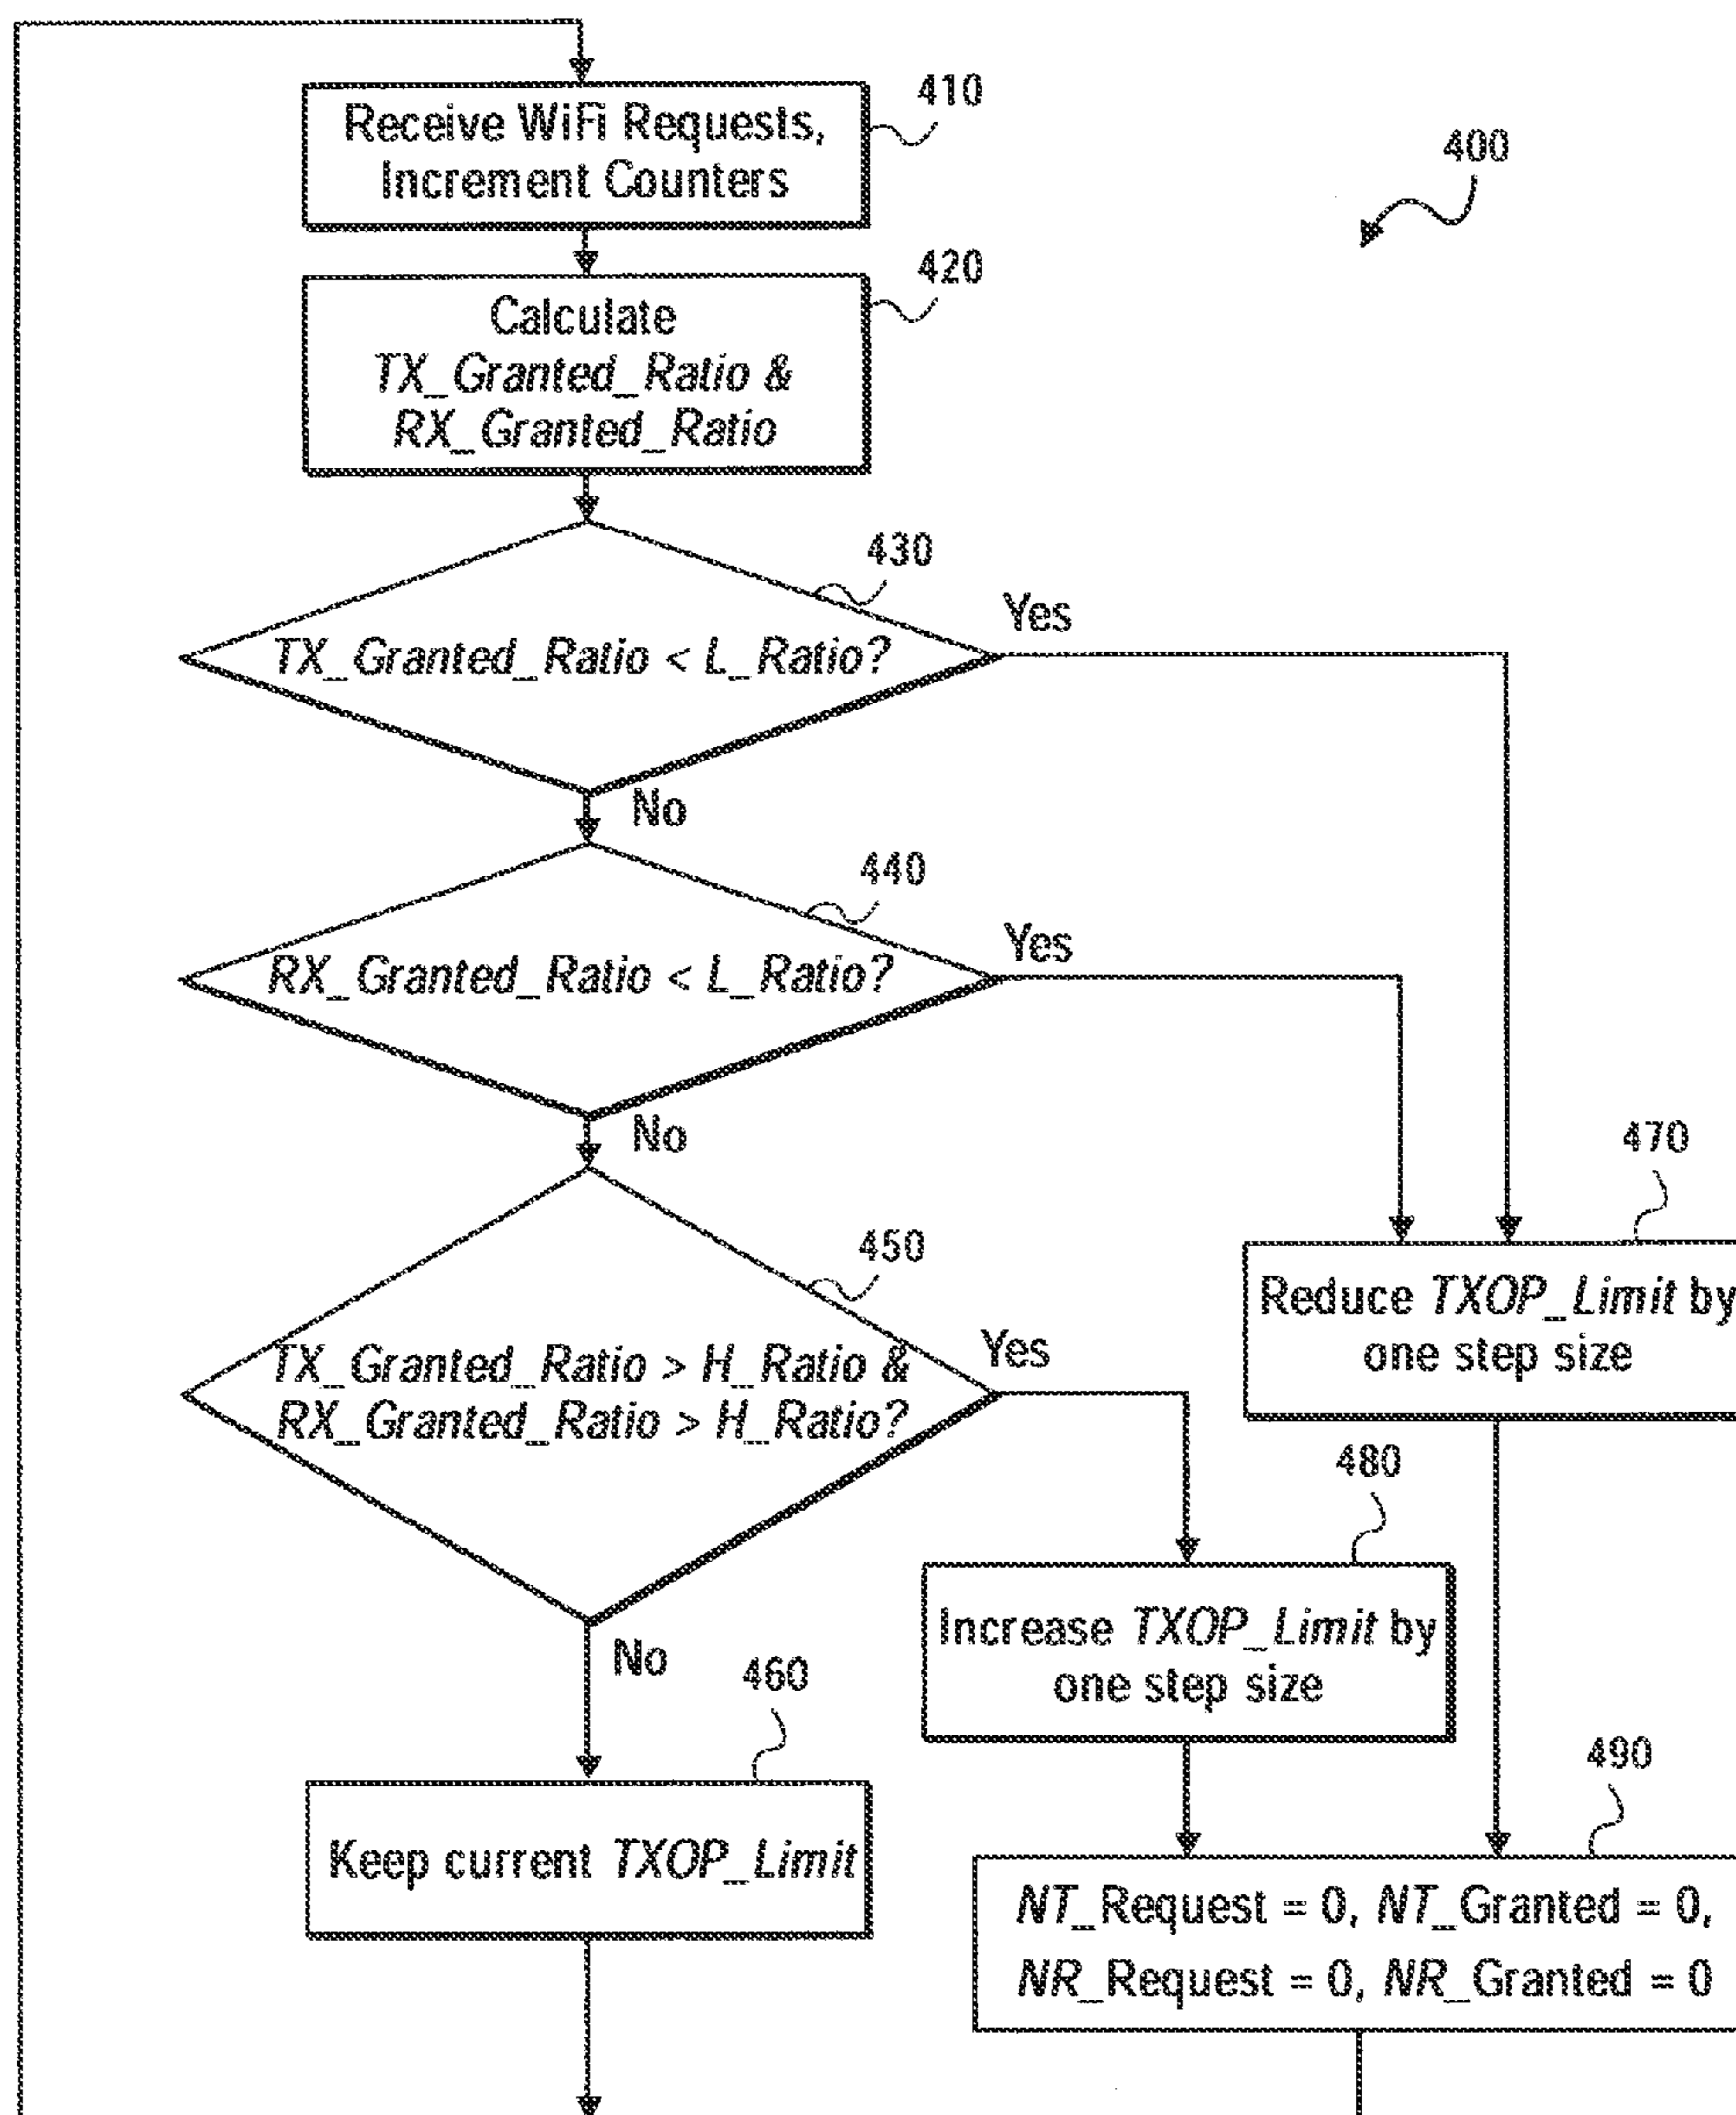 410
Receive WiFi Requests,
Increment Counters
400
420
Calculate
TX_Granted_Ratio &
RX_Granted_Ratio
430
Yes
TX_Granted_Ratio < L_Ratio?
No
440
Yes
RX_Granted_Ratio < L_Ratio?
No
470
450
Reduce TXOP_Limit by
one step size
Yes
TX_Granted_Ratio > H_Ratio &
RX_Granted_Ratio > H_Ratio?
480
Increase TXOP_Limit by
one step size
No
460
490
Keep current TXOP_Limit
NT_Request = 0, NT_Granted = 0,
NR_Request = 0, NR_Granted = 0